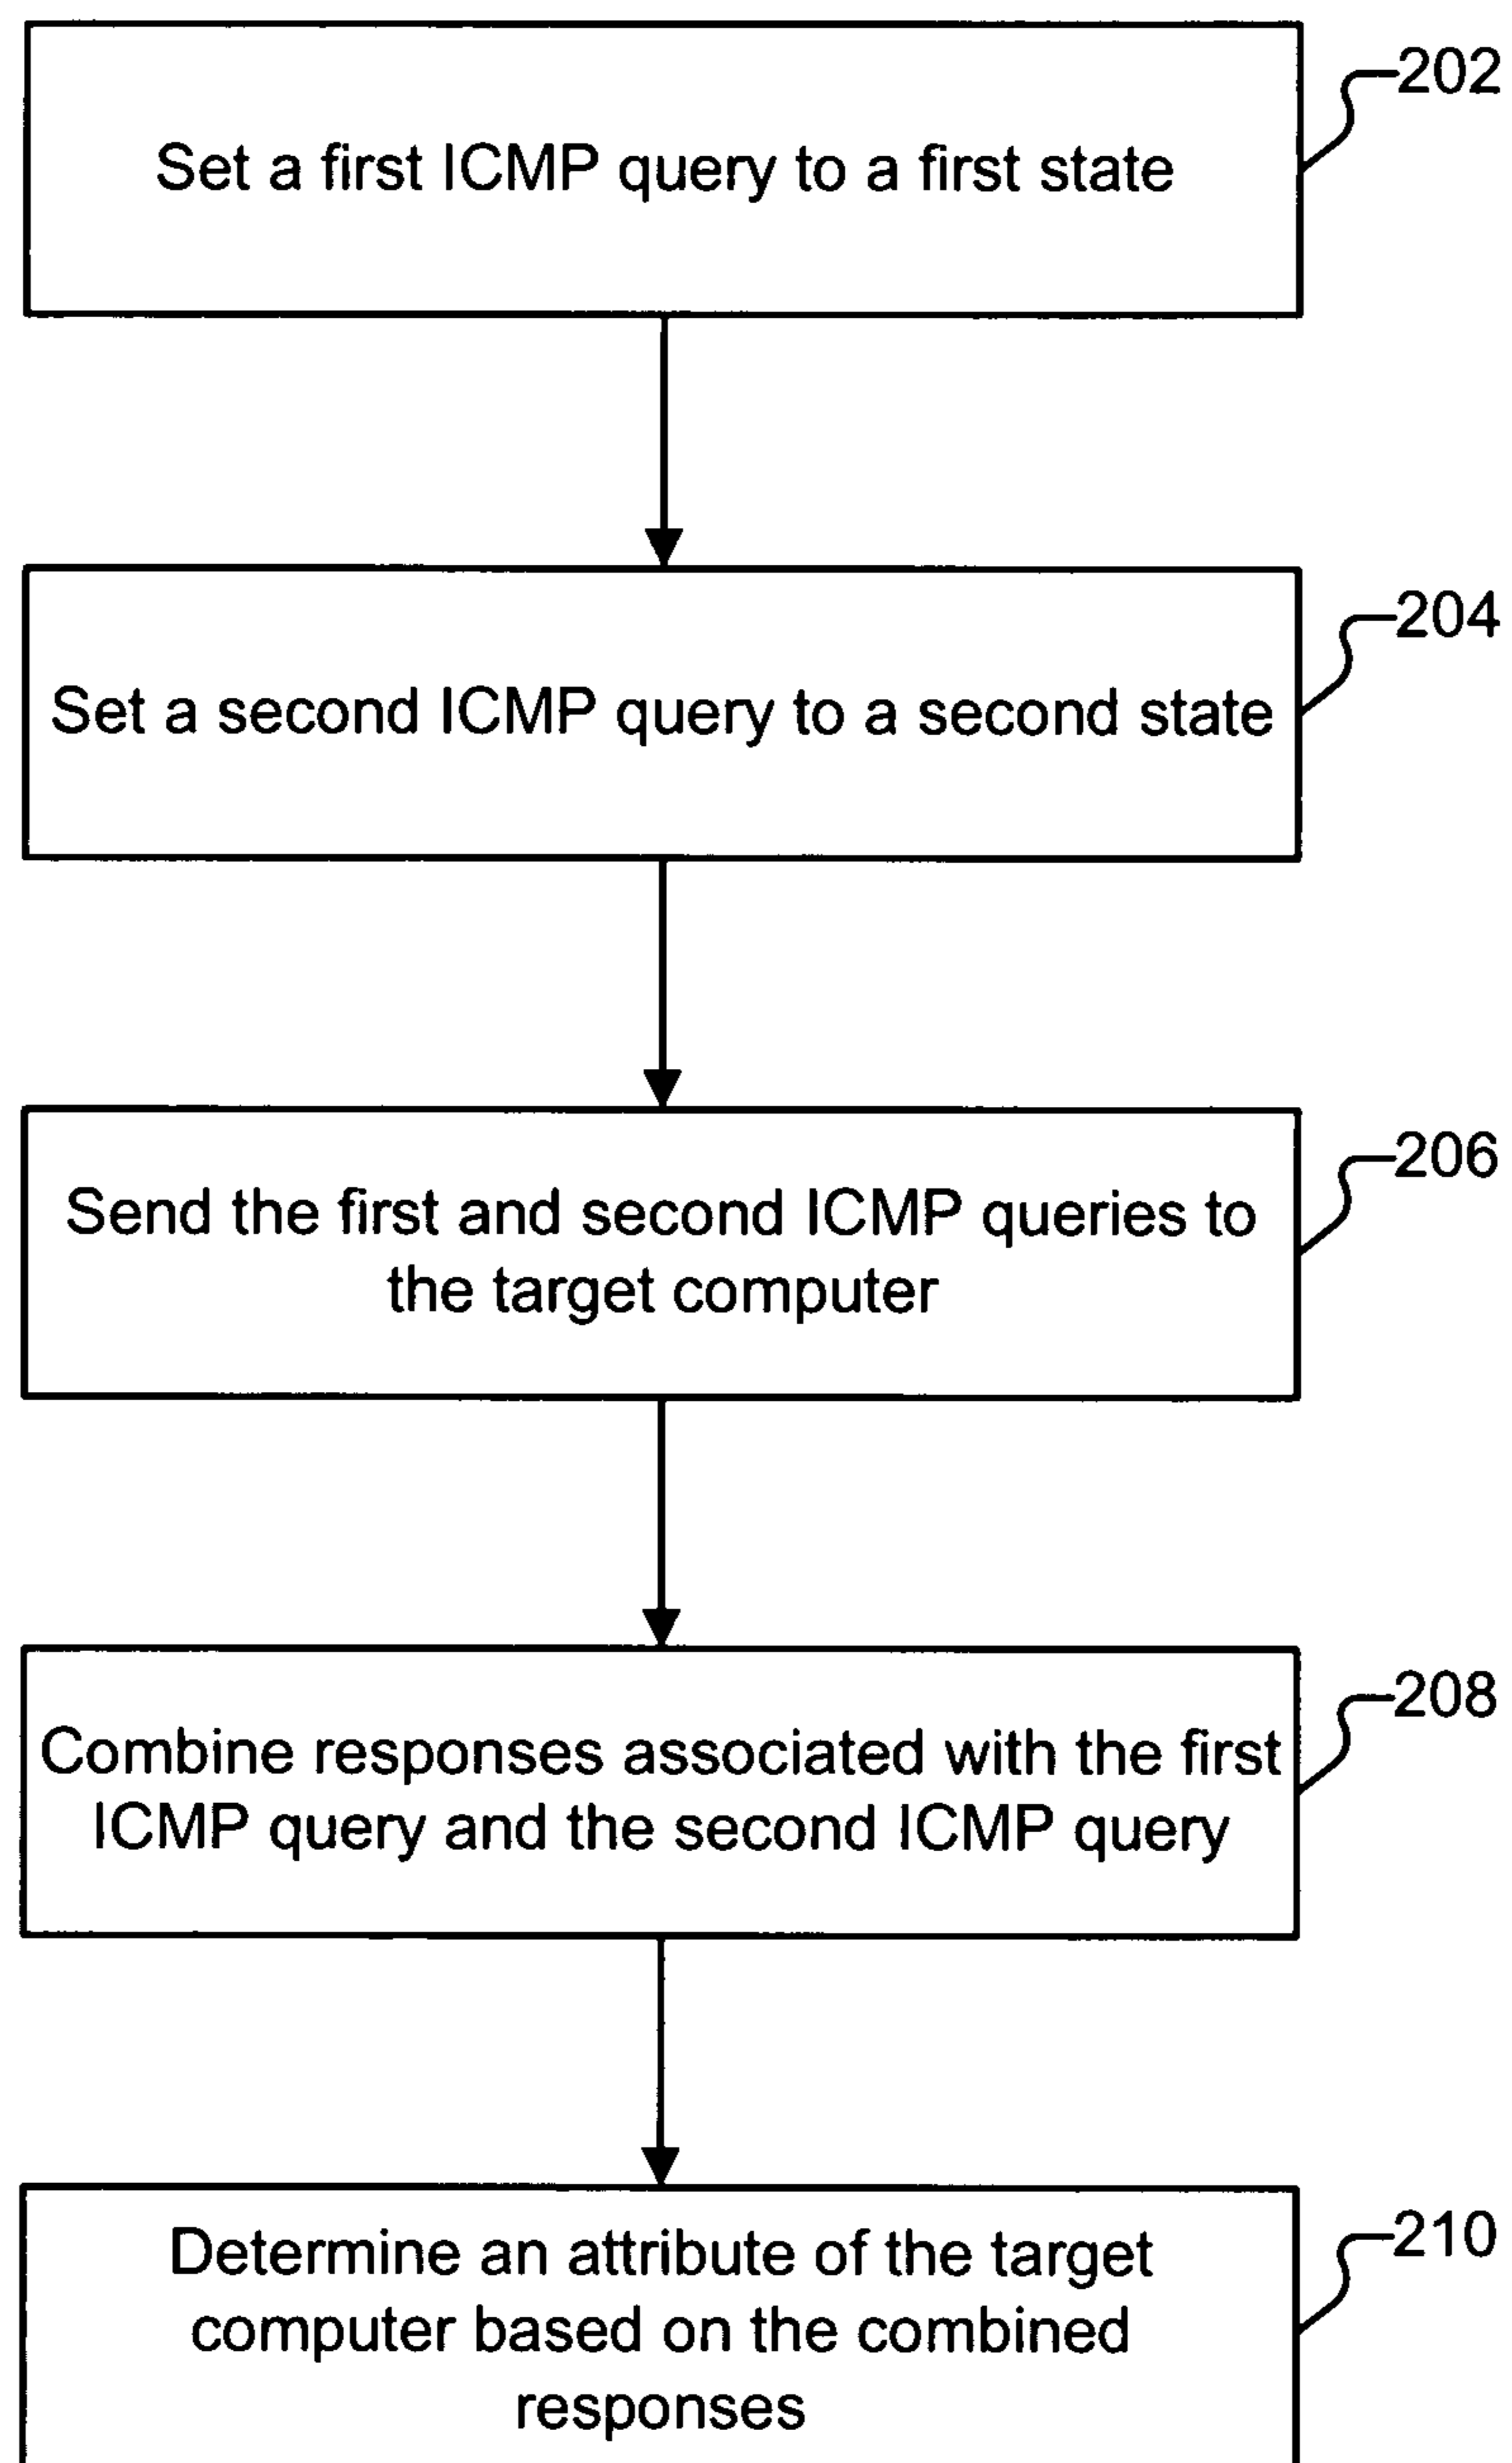 202
Set a first ICMP query to a first state
204
Set a second ICMP query to a second state
206
Send the first and second ICMP queries to
the target computer
208
Combine responses associated with the first
ICMP query and the second ICMP query
210
Determine an attribute of the target
computer based on the combined
responses